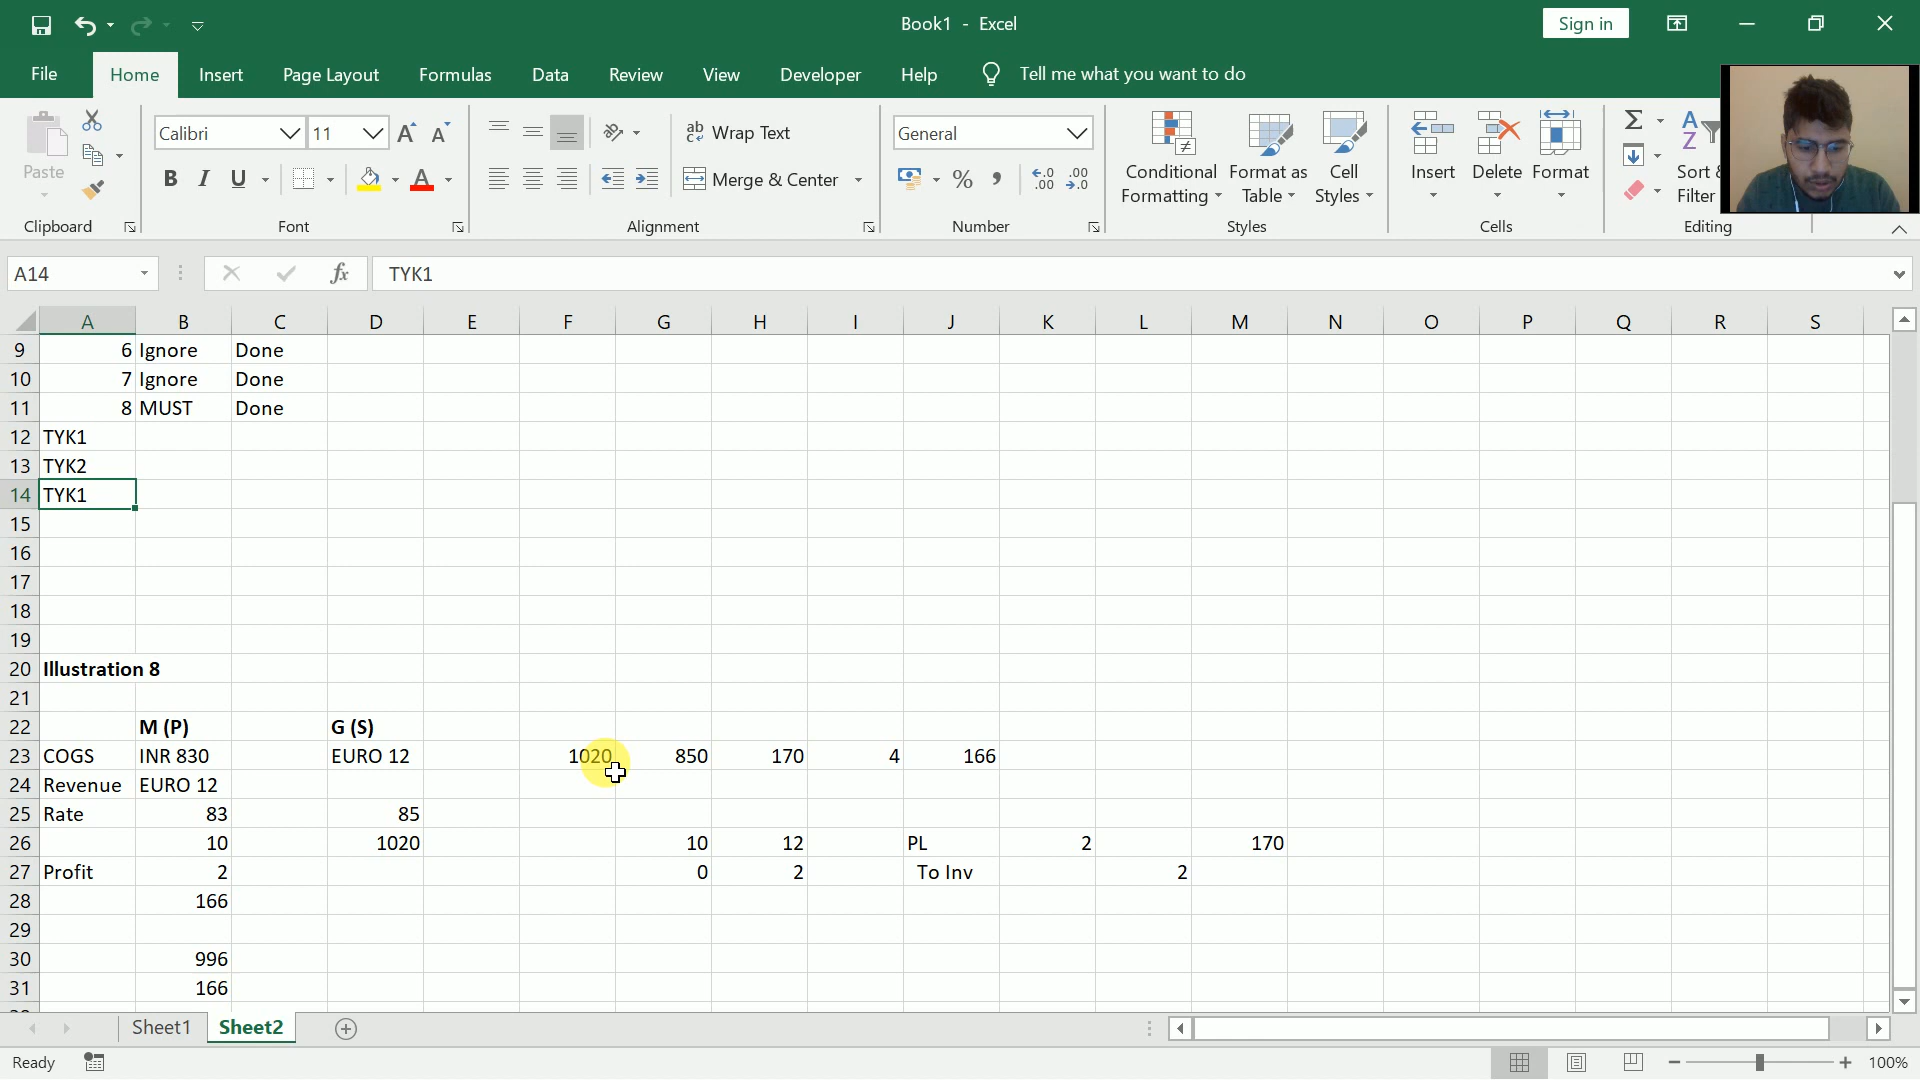 Book1 - Excel
Sign in
File Home Insert Page Layout Formulas Data Review View Developer Help Tell me what you want to do
Paste
Clipboard
Calibri 11
B I U
Font
Wrap Text
Merge & Center
Alignment
General
Number
Conditional Formatting
Format as Table
Cell Styles
Styles
Insert Delete Format
Cells
Sort
Filter
Editing
A14 fx TYK1
A B C D E F G H I J K L M N O P Q R S
9 6 Ignore Done
10 7 Ignore Done
11 8 MUST Done
12 TYK1
13 TYK2
14 TYK1
15
16
17
18
19
20 Illustration 8
21
22 M (P) G (S)
23 COGS INR 830 EURO 12 1020 850 170 4 166
24 Revenue EURO 12
25 Rate 83 85
26 10 1020 10 12 PL 2 170
27 Profit 2 0 2 To Inv 2
28 166
29
30 996
31 166
Sheet1 Sheet2
Ready 100%